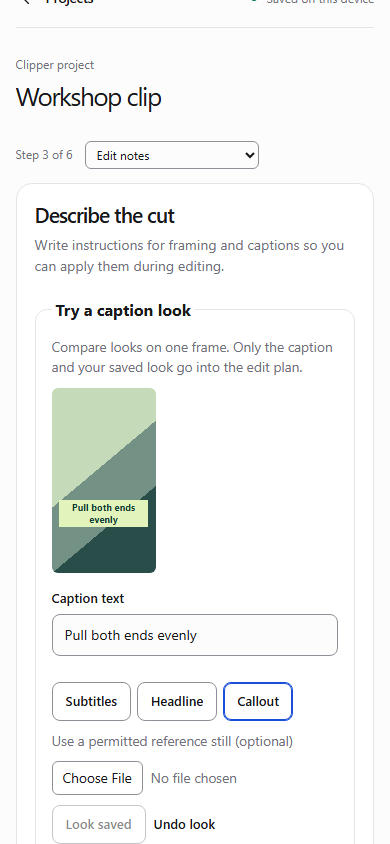 Projects
Saved on this device
Clipper project
Workshop clip
Step 3 of 6
Edit notes
Describe the cut
Write instructions for framing and captions so you
can apply them during editing.
Try a caption look
Compare looks on one frame. Only the caption
and your saved look go into the edit plan.
Pull both ends
evenly
Caption text
Pull both ends evenly
Subtitles
Headline
Callout
Use a permitted reference still (optional)
Choose File
No file chosen
Look saved
Undo look